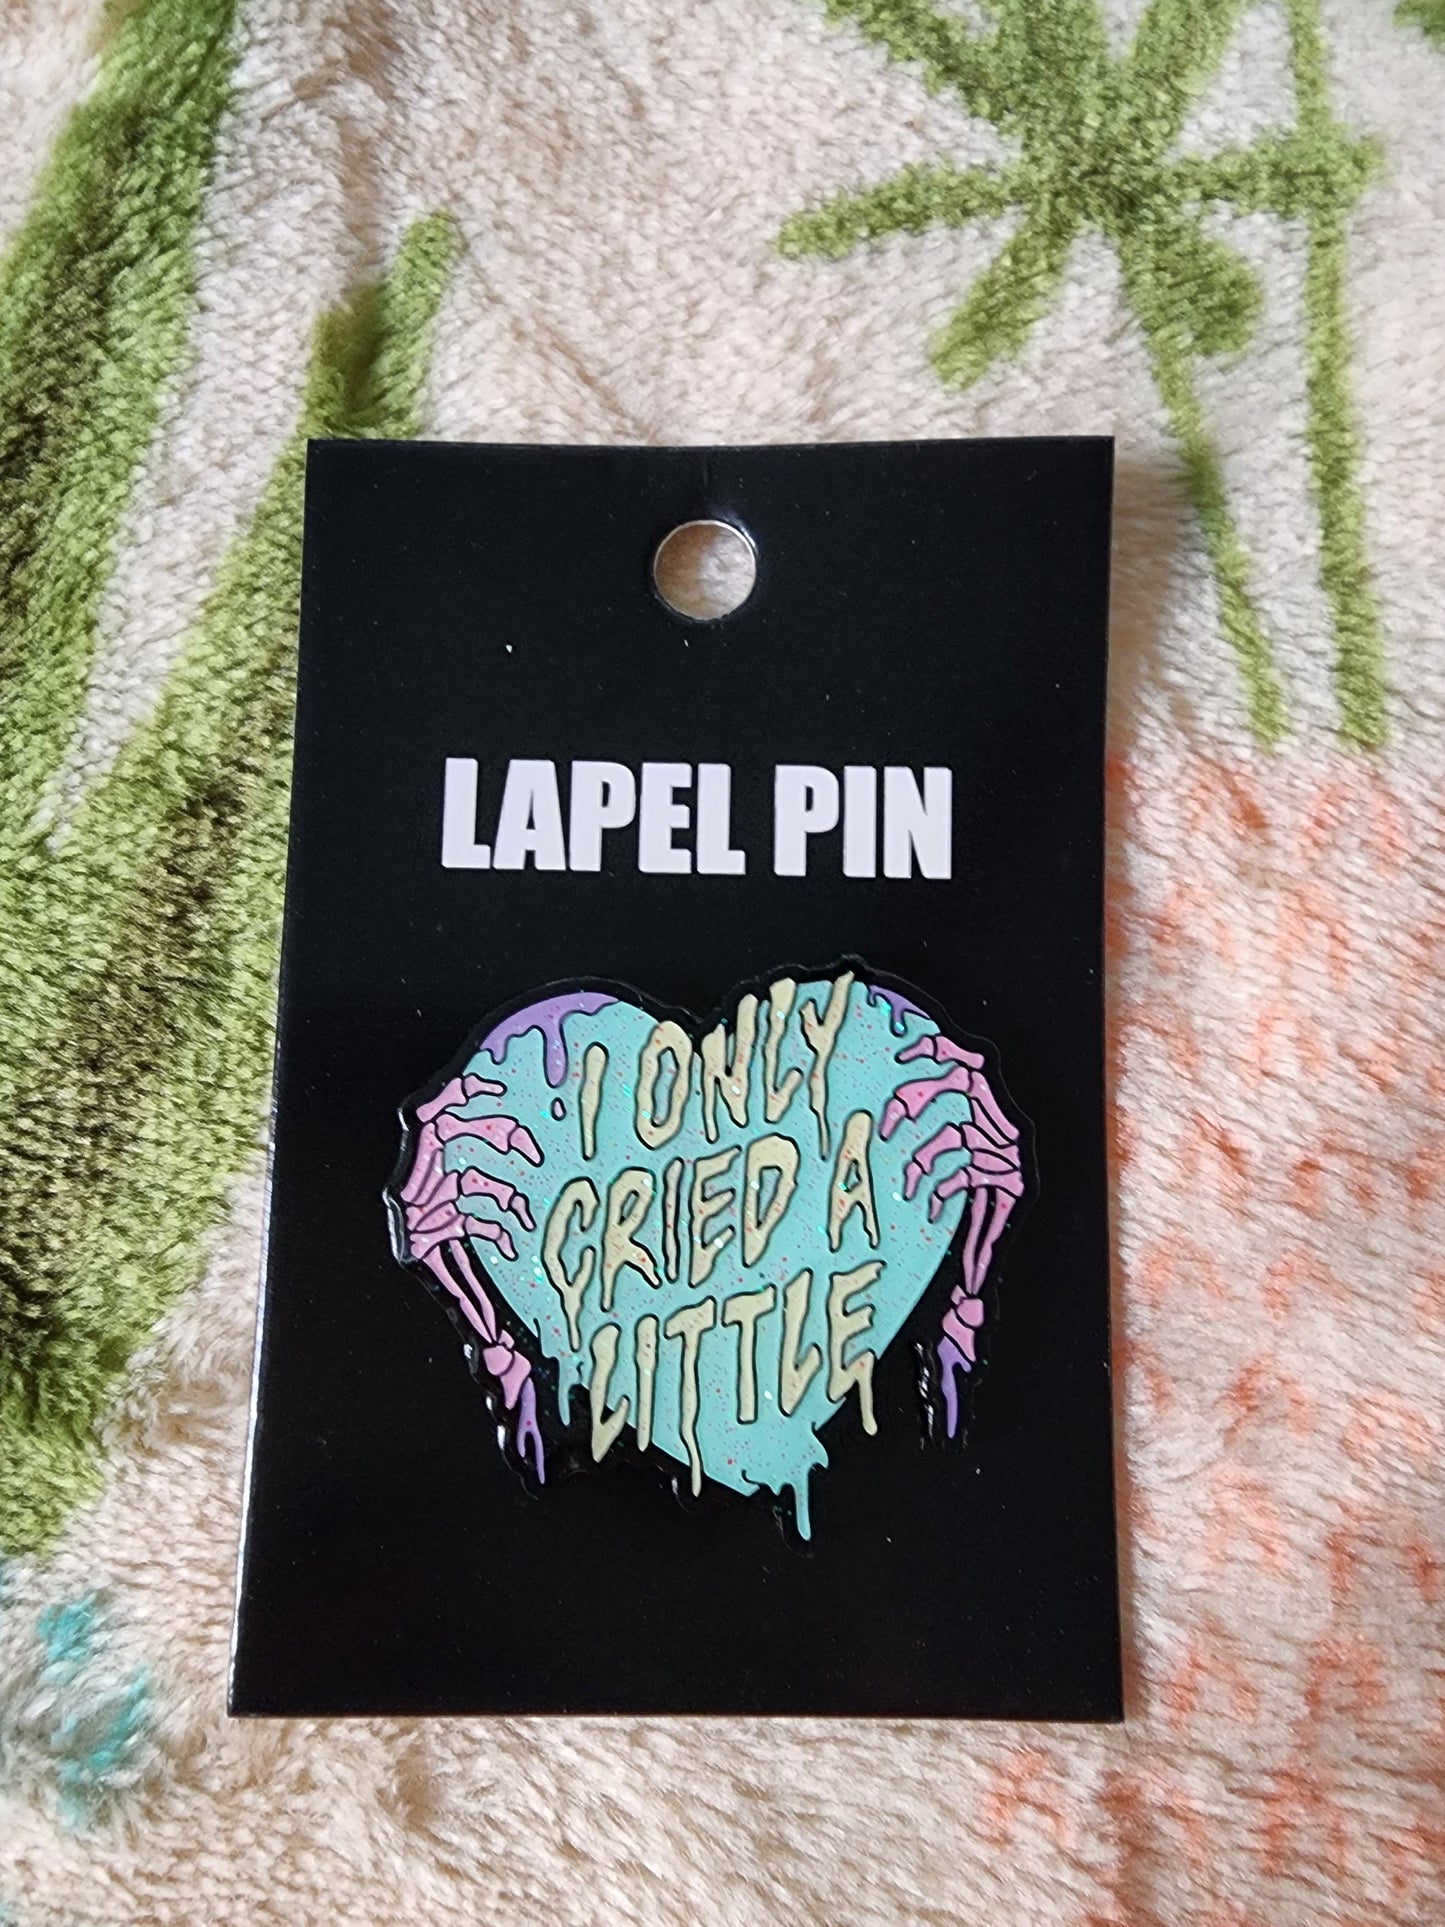 LAPEL PIN
I ONLY
CRIED A
LITTLE